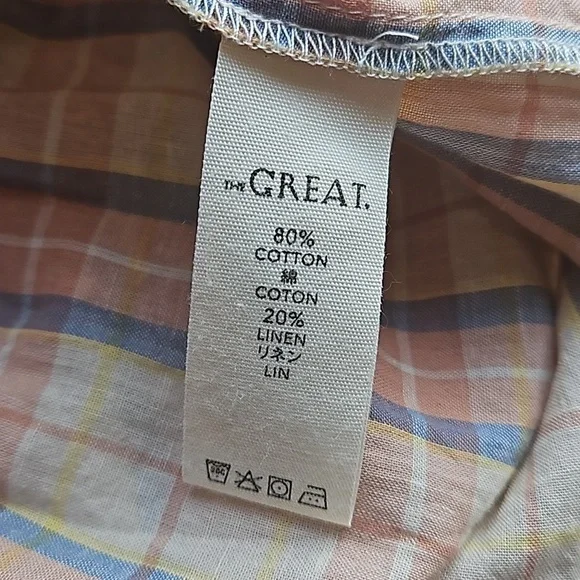 THE GREAT.
80%
COTTON
綿
COTON
20%
LINEN
リネン
LIN